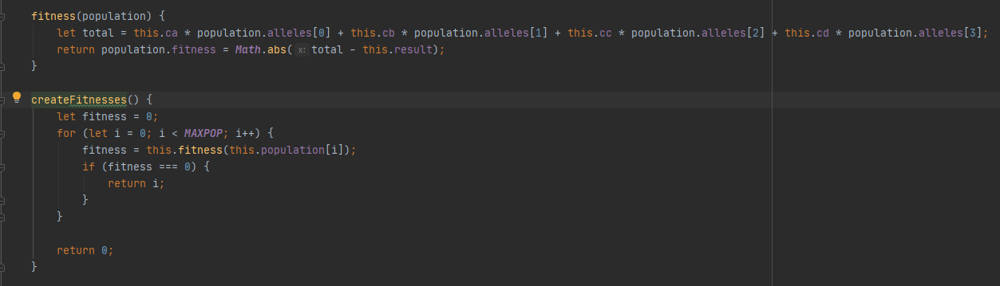 fitness(population) {
let total = this.ca * population.alleles[0] + this.cb * population.alleles[1] + this.cc * population.alleles[2] + this.cd * population.alleles[3];
return population.fitness = Math.abs( x: total - this.result);
}
createFitnesses() {
let fitness = 0;
for (let i = 0; i < MAXPOP; i++) {
fitness = this.fitness(this.population[i]);
if (fitness === 0) {
return i;
}
}
return 0;
}